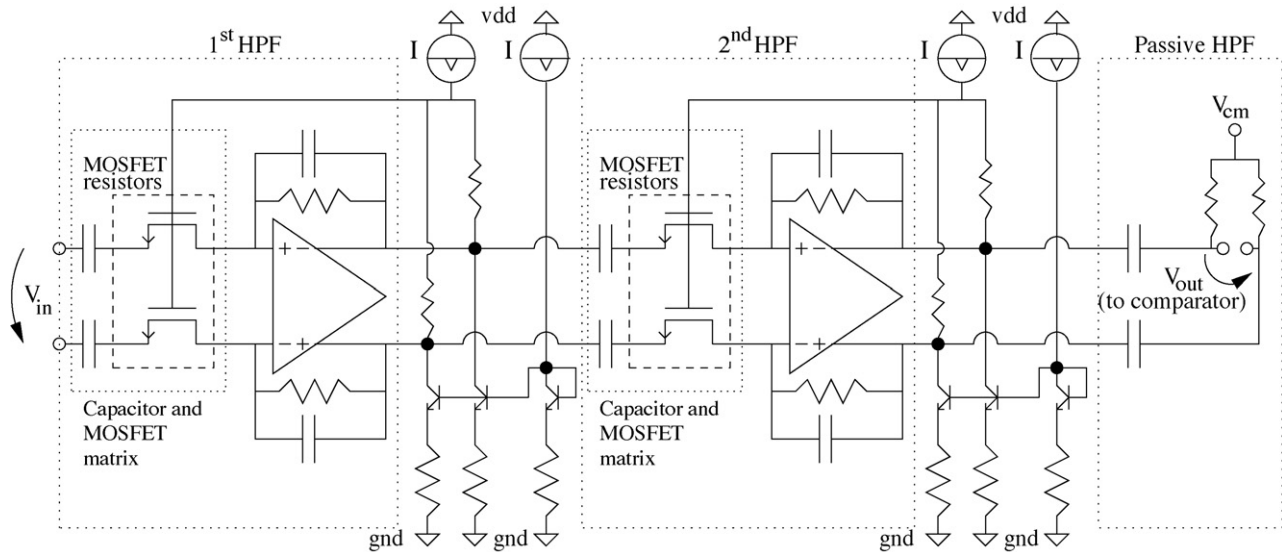 vdd
vdd
1st HPF
I
I
2nd HPF
I
I
Passive HPF
Vcm
MOSFET
resistors
MOSFET
resistors
+ −
+ −
Vin
Vout
(to comparator)
− +
− +
Capacitor and
MOSFET
matrix
Capacitor and
MOSFET
matrix
gnd
gnd
gnd
gnd